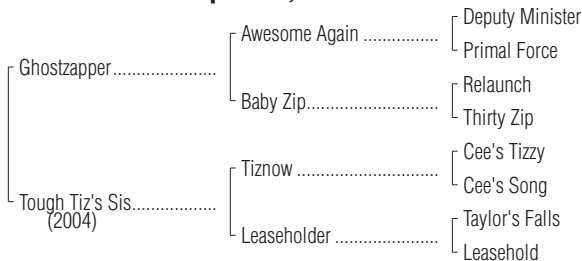 Deputy Minister
Awesome Again ................
Primal Force
Ghostzapper.....................
Relaunch
Baby Zip.........................
Thirty Zip
Cee's Tizzy
Tiznow ...........................
Cee's Song
Tough Tiz's Sis.................
(2004)
Taylor's Falls
Leaseholder ....................
Leasehold